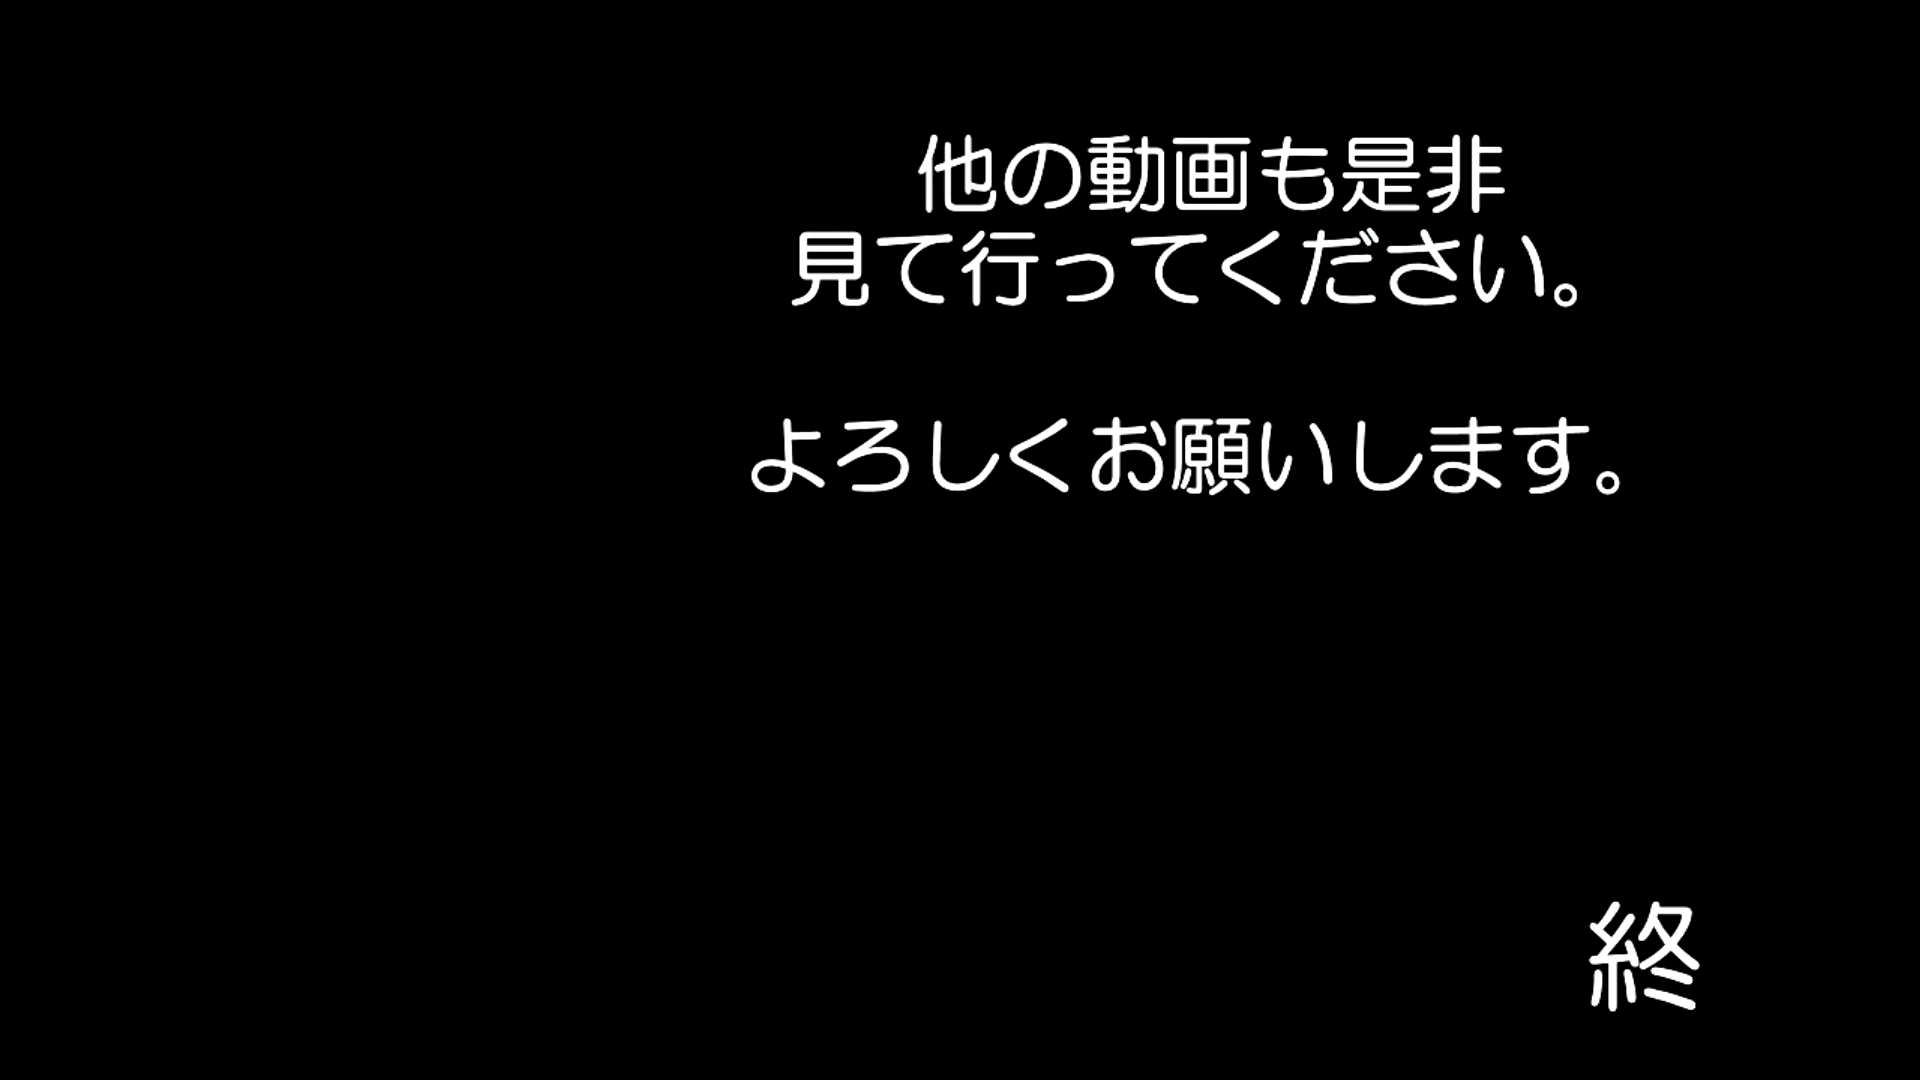 他の動画も是非
見て行ってください。
よろしくお願いします。
終